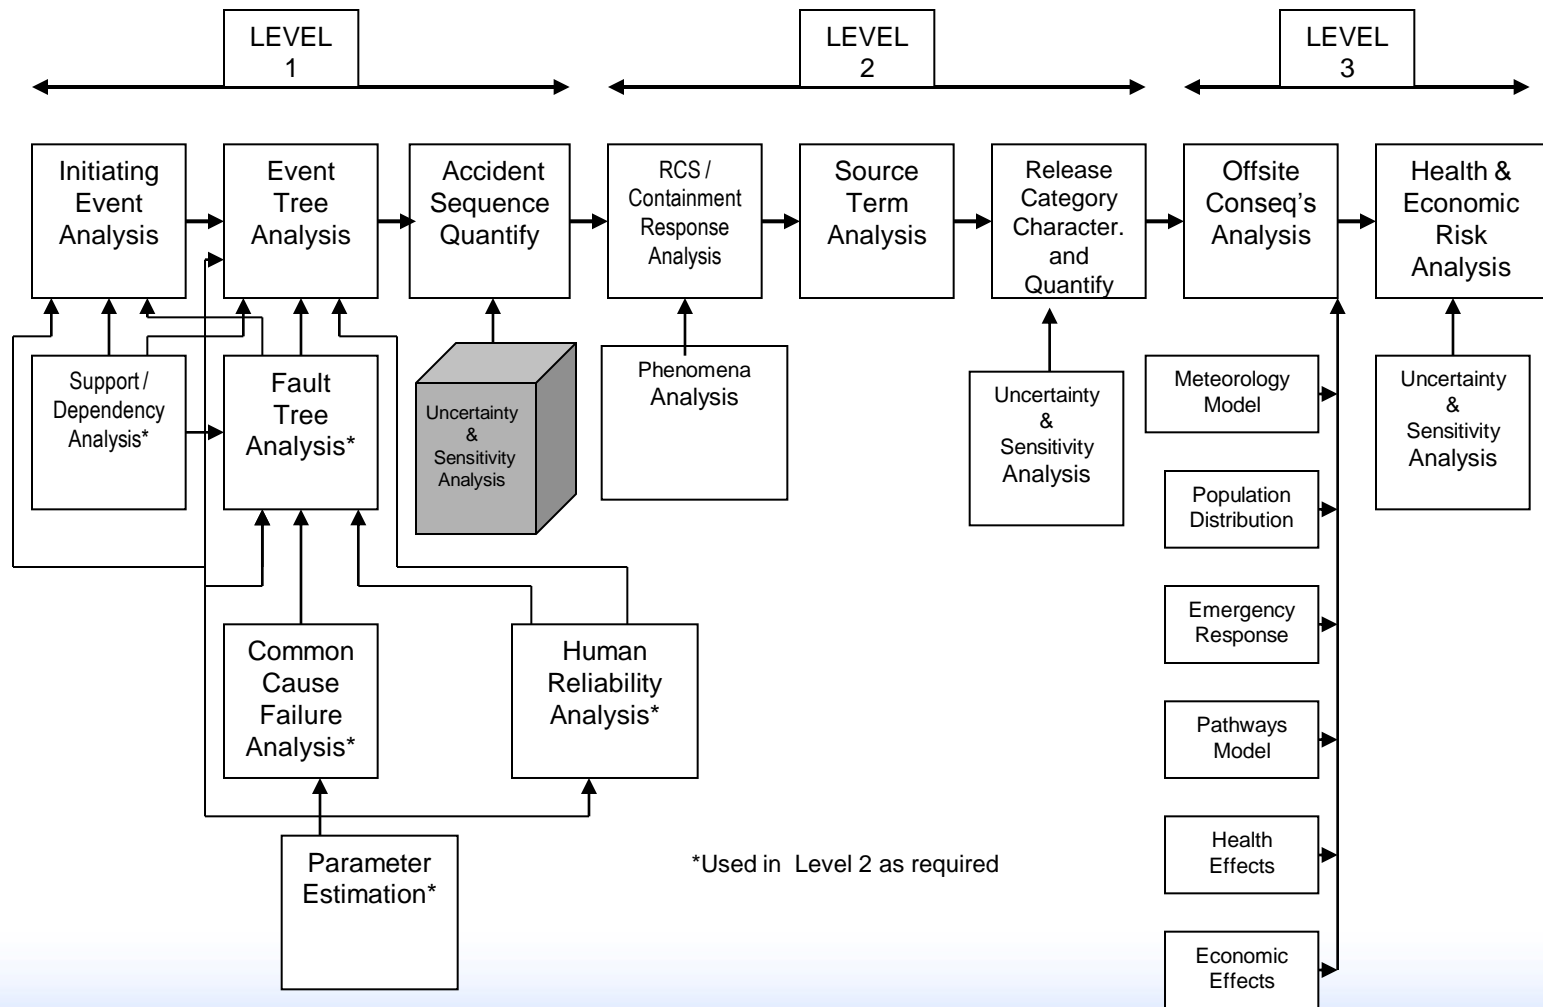 LEVEL
1
LEVEL
2
LEVEL
3
Initiating
Event
Analysis
Event
Tree
Analysis
Accident
Sequence
Quantify
RCS /
Containment
Response
Analysis
Source
Term
Analysis
Release
Category
Character.
and
Quantify
Offsite
Conseq's
Analysis
Health &
Economic
Risk
Analysis
Support /
Dependency
Analysis*
Fault
Tree
Analysis*
Uncertainty
&
Sensitivity
Analysis
Phenomena
Analysis
Uncertainty
&
Sensitivity
Analysis
Meteorology
Model
Uncertainty
&
Sensitivity
Analysis
Population
Distribution
Emergency
Response
Common
Cause
Failure
Analysis*
Human
Reliability
Analysis*
Pathways
Model
Parameter
Estimation*
*Used in Level 2 as required
Health
Effects
Economic
Effects